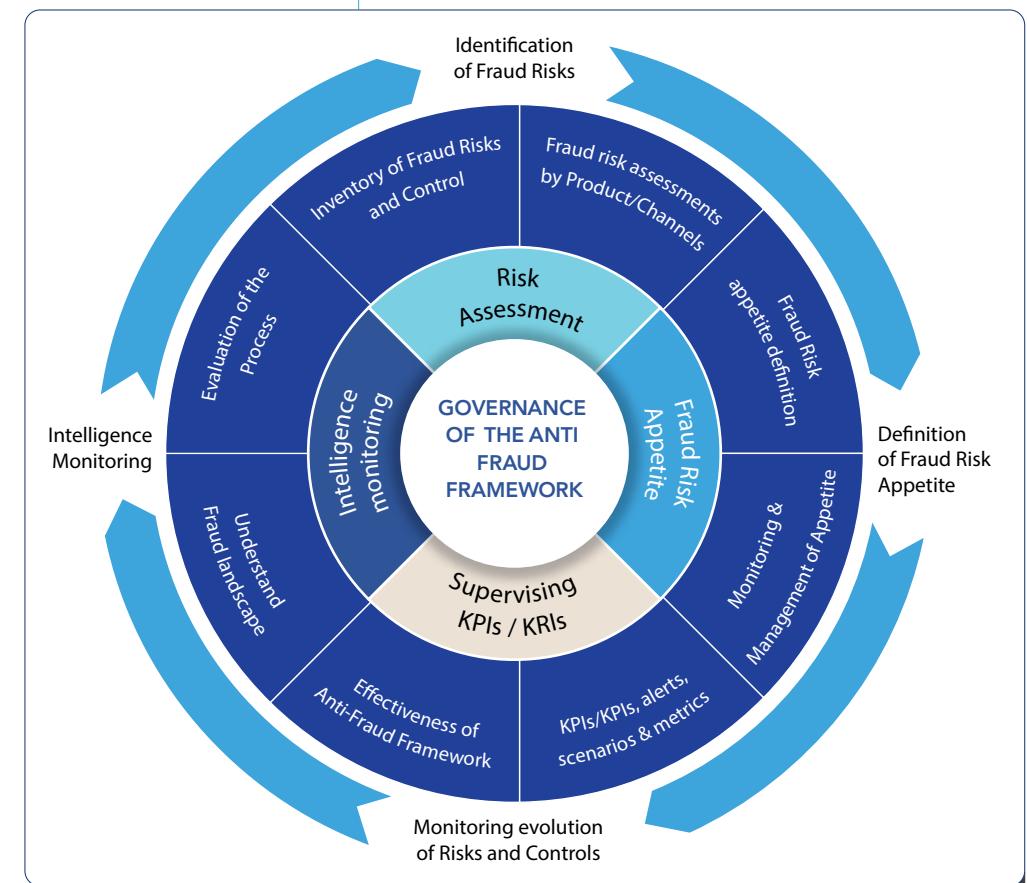 Identification
of Fraud Risks
Inventory of Fraud Risks
and Control
Fraud risk assessments
by Product/Channels
Evaluation of the
Process
Risk
Assessment
Fraud Risk
appetite definition
Intelligence
monitoring
GOVERNANCE
OF THE ANTI
FRAUD
FRAMEWORK
Fraud Risk
Appetite
Intelligence
Monitoring
Definition
of Fraud Risk
Appetite
Understand
Fraud landscape
Supervising
KPIs / KRIs
Monitoring &
Management of Appetite
Effectiveness of
Anti-Fraud Framework
KPIs/KPIs, alerts,
scenarios & metrics
Monitoring evolution
of Risks and Controls